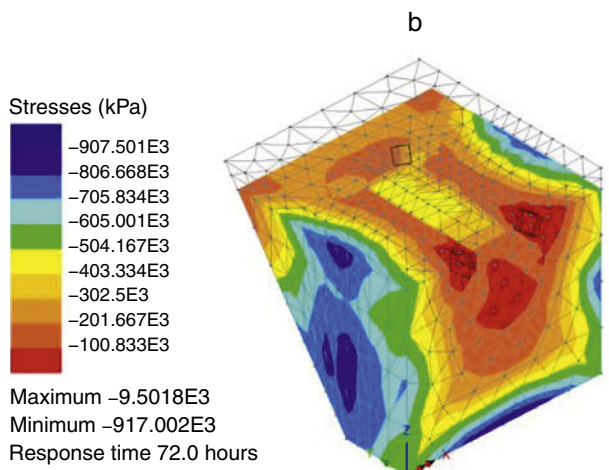 b
Stresses (kPa)
−907.501E3
−806.668E3
−705.834E3
−605.001E3
−504.167E3
−403.334E3
−302.5E3
−201.667E3
−100.833E3
Maximum −9.5018E3
Minimum −917.002E3
Response time 72.0 hours
z
x